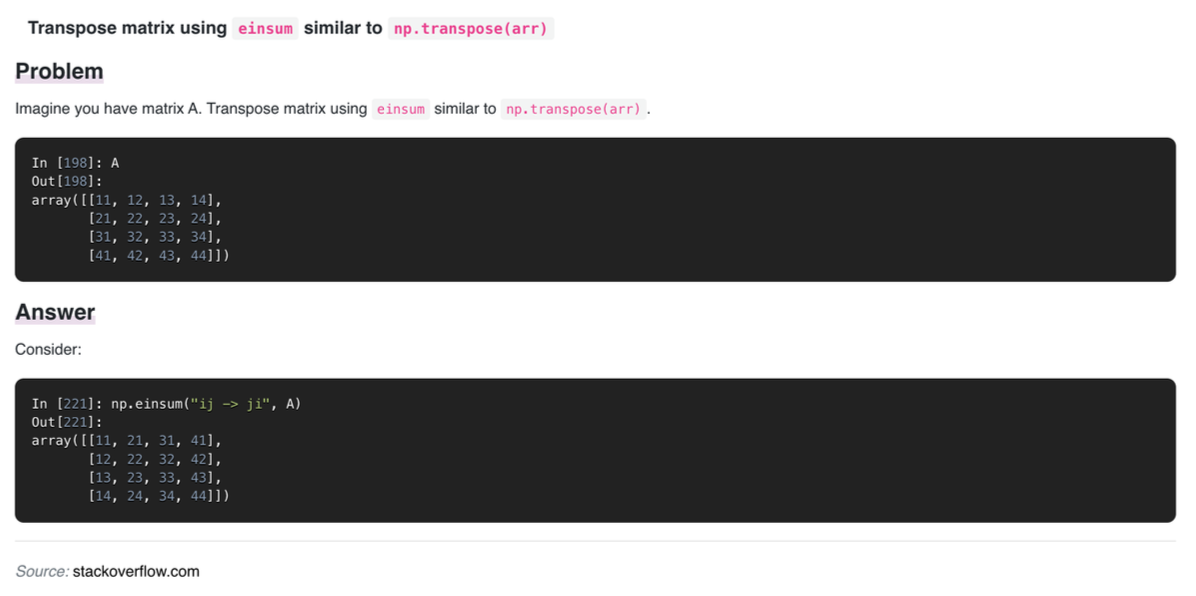 Transpose matrix using einsum similar to np.transpose(arr)
Problem
Imagine you have matrix A. Transpose matrix using einsum similar to np.transpose(arr) .
In [198]: A
Out[198]:
array([[11, 12, 13, 14],
       [21, 22, 23, 24],
       [31, 32, 33, 34],
       [41, 42, 43, 44]])
Answer
Consider:
In [221]: np.einsum("ij -> ji", A)
Out[221]:
array([[11, 21, 31, 41],
       [12, 22, 32, 42],
       [13, 23, 33, 43],
       [14, 24, 34, 44]])
Source: stackoverflow.com